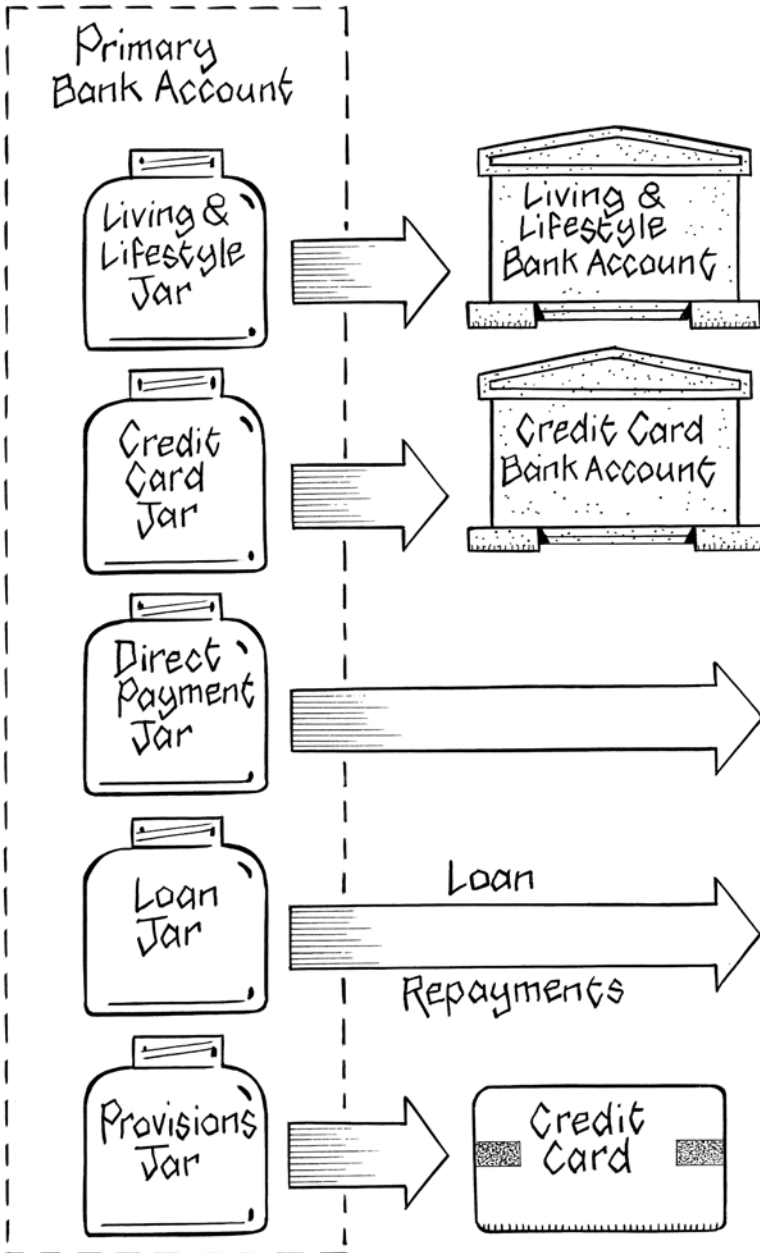 Primary
Bank Account
Living &
Lifestyle
Jar
Living &
Lifestyle
Bank Account
Credit
Card
Jar
Credit Card
Bank Account
Direct
Payment
Jar
Loan
Jar
Loan
Repayments
Provisions
Jar
Credit
Card